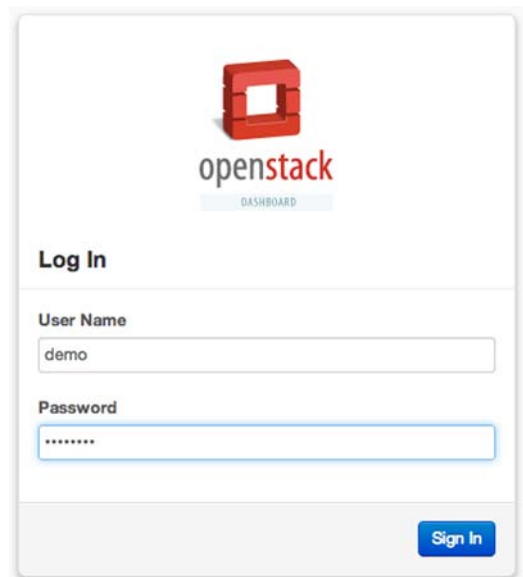 openstack
DASHBOARD
Log In
User Name
demo
Password
••••••••
Sign In